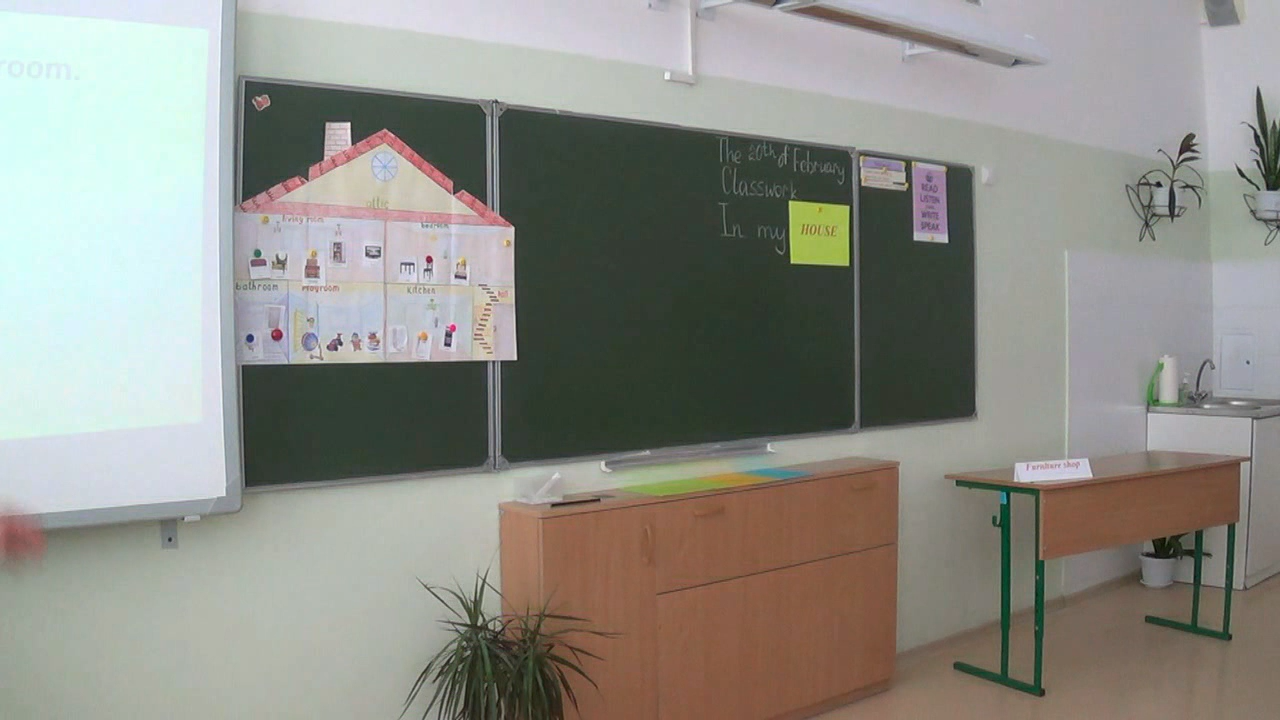 room.
attic
living room
bedroom
bathroom
playroom
kitchen
hall
The 20th of February
Classwork
In my
HOUSE
READ
LISTEN
WRITE
SPEAK
Furniture shop